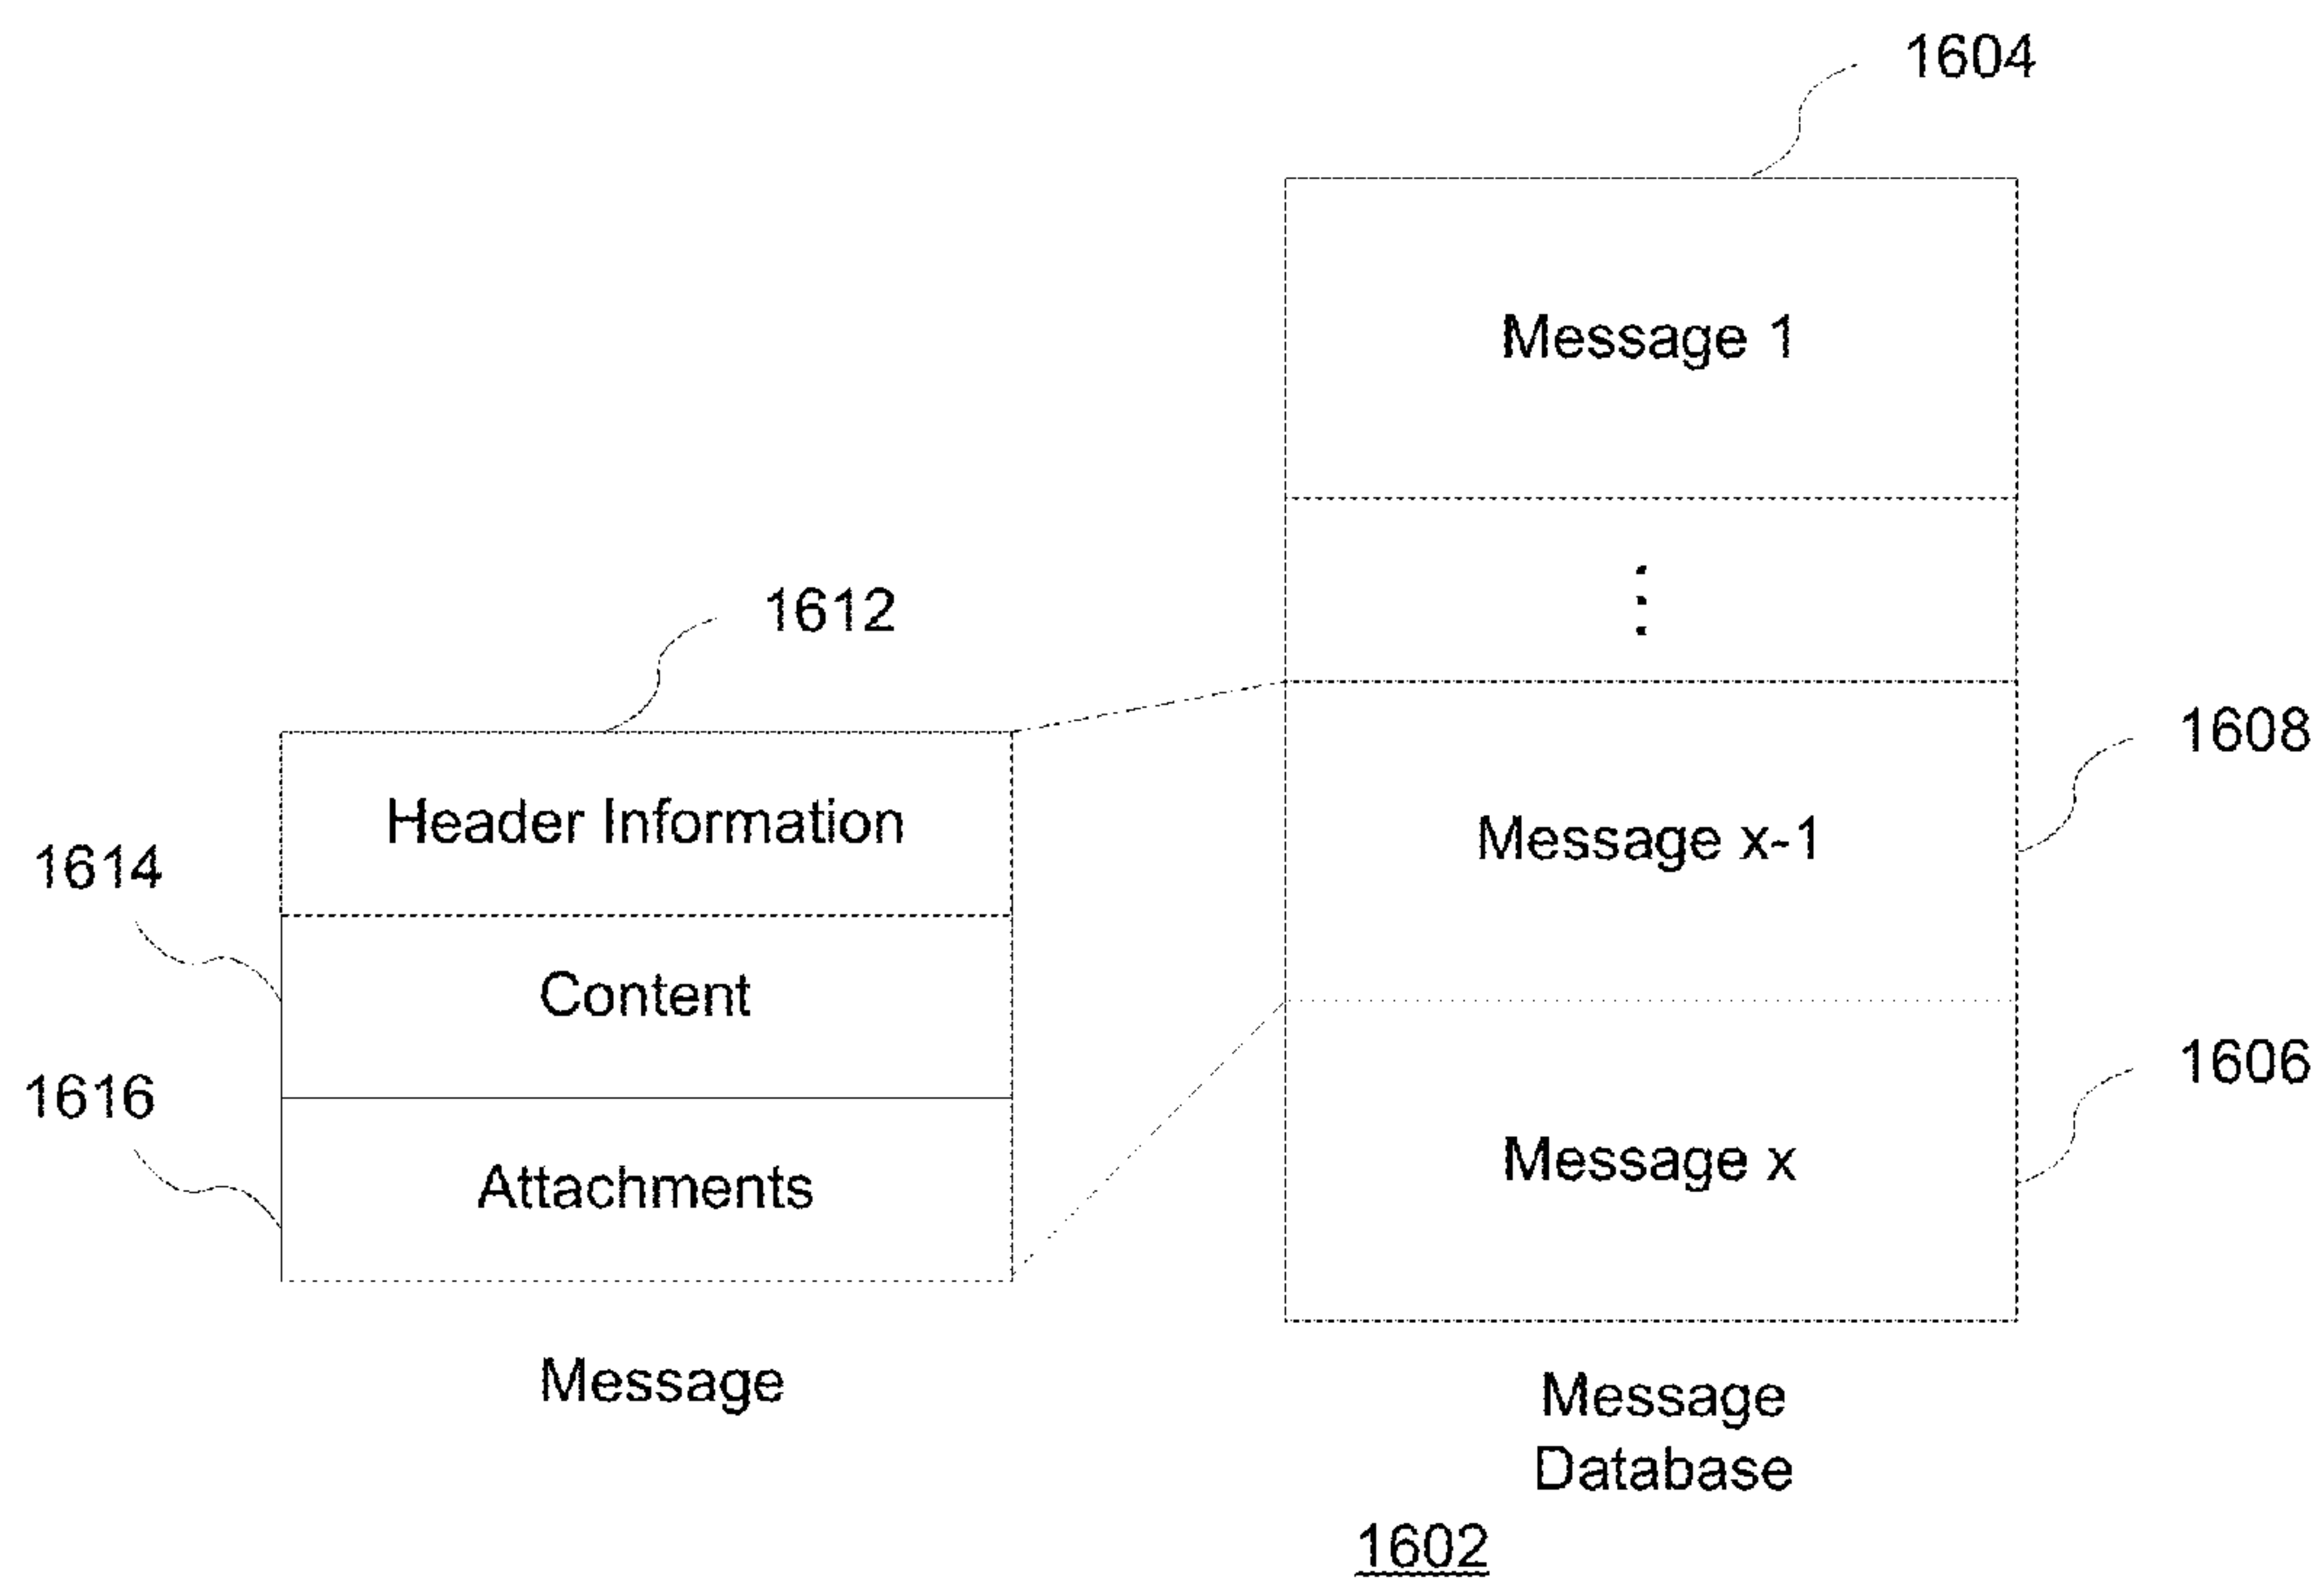 1604
Message 1
⋮
1612
1608
Header Information
Message x-1
1614
Content
1606
1616
Message x
Attachments
Message
Message
Database
1602